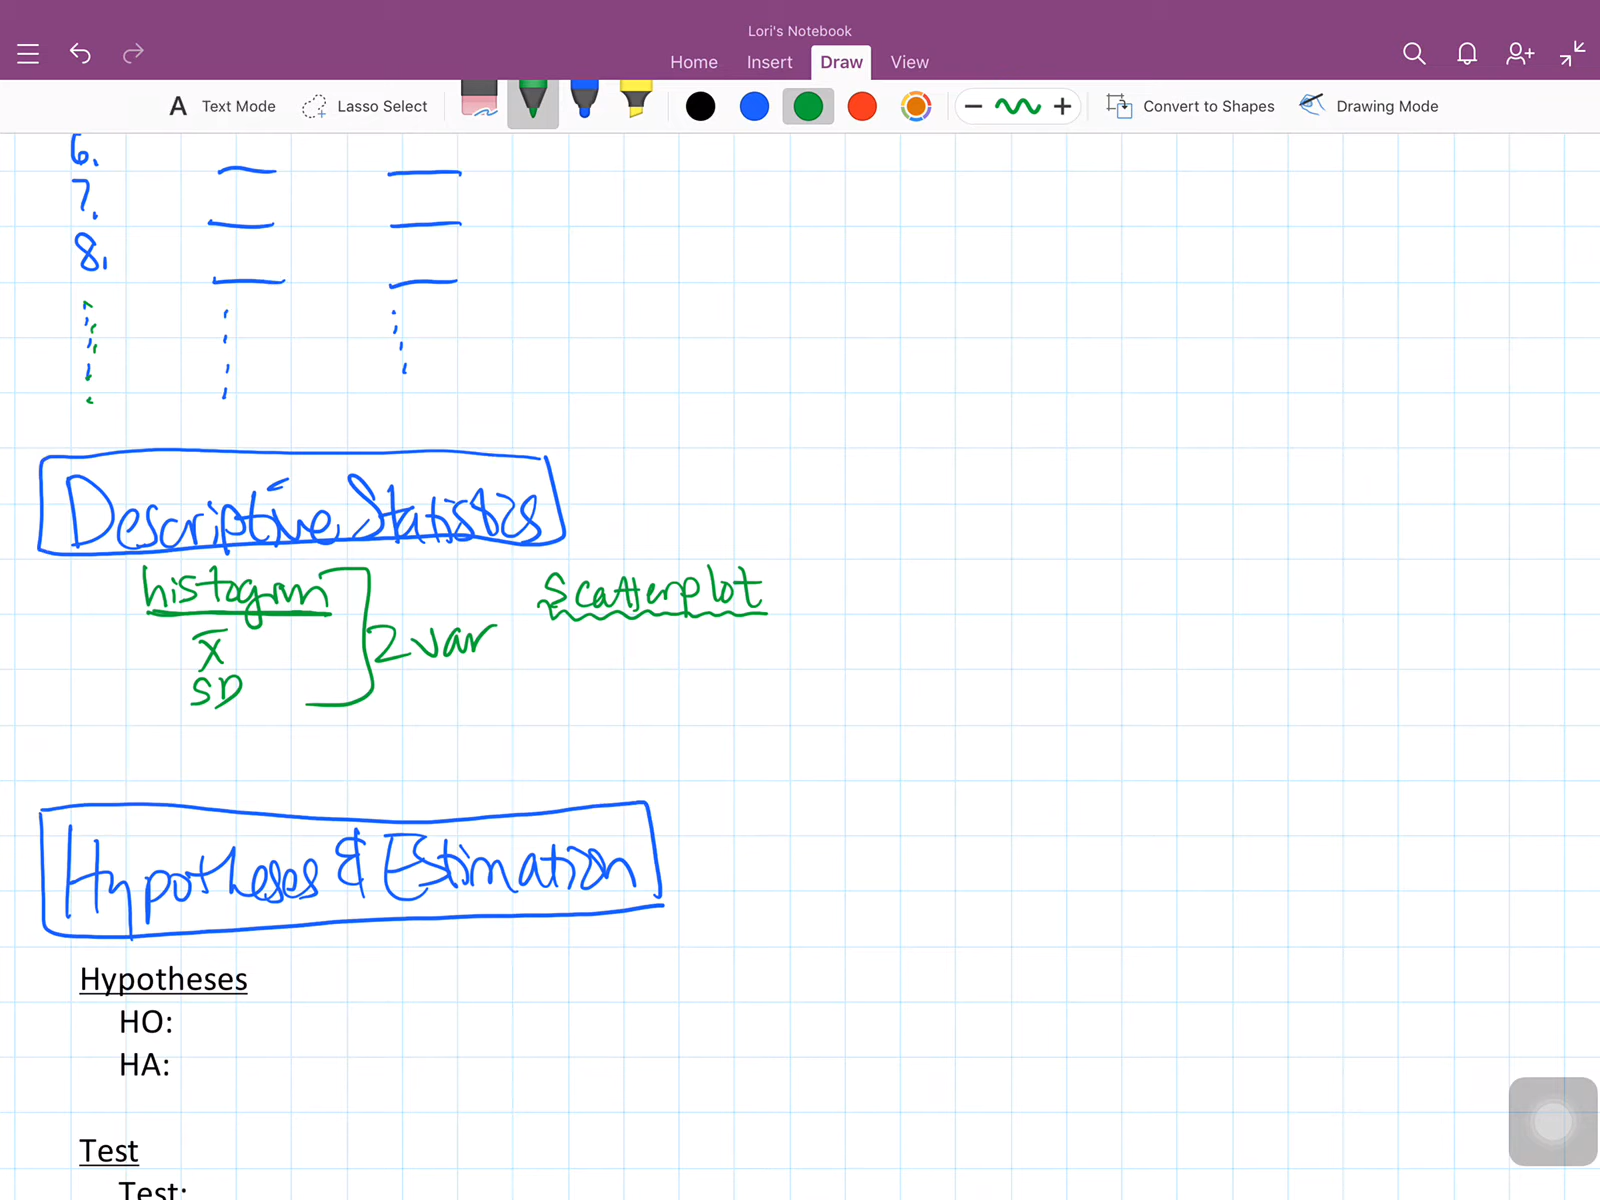 Lori's Notebook
Home Insert Draw View
A Text Mode Lasso Select Convert to Shapes Drawing Mode
6.
7.
8.
Descriptive Statistics
histogram
x̄
SD
2 var
Scatterplot
Hypotheses & Estimation
Hypotheses
HO:
HA:
Test
Test: